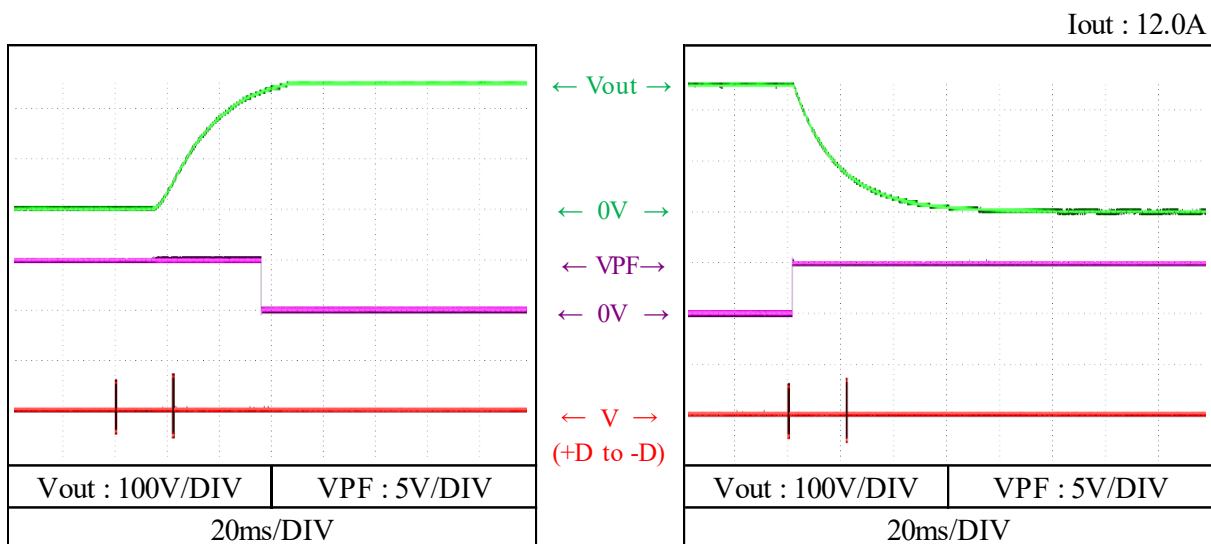 Iout : 12.0A
← Vout →
← 0V →
← VPF→
← 0V →
← V →
(+D to -D)
Vout : 100V/DIV
VPF : 5V/DIV
20ms/DIV
Vout : 100V/DIV
VPF : 5V/DIV
20ms/DIV